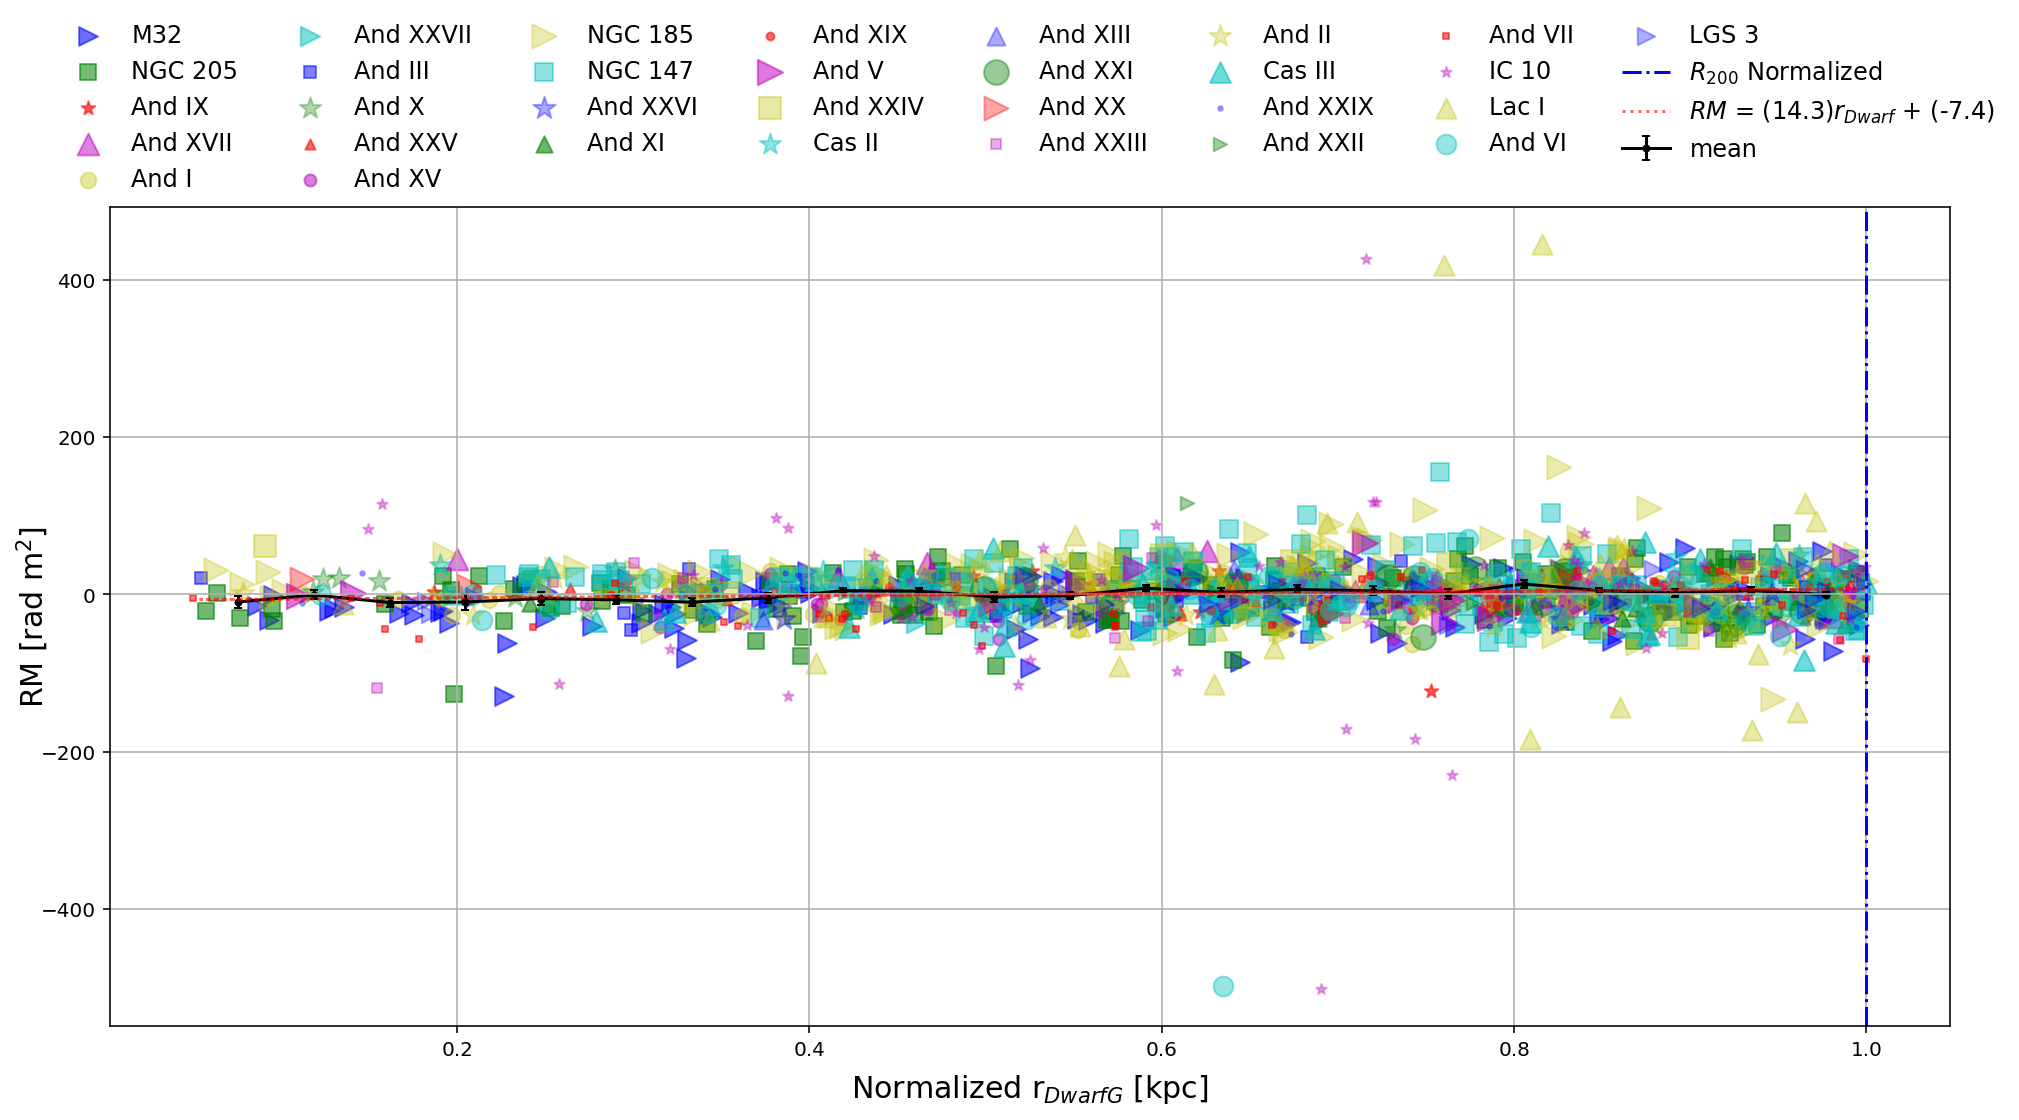 M32 And XXVII NGC 185 And XIX And XIII And II And VII LGS 3
NGC 205 And III NGC 147 And V And XXI Cas III IC 10 R₂₀₀ Normalized
And IX And X And XXVI And XXIV And XX And XXIX Lac I RM = (14.3)r_Dwarf + (-7.4)
And XVII And XXV And XI Cas II And XXIII And XXII And VI mean
And I And XV
400
200
0
−200
−400
RM [rad m²]
0.2 0.4 0.6 0.8 1.0
Normalized r_DwarfG [kpc]